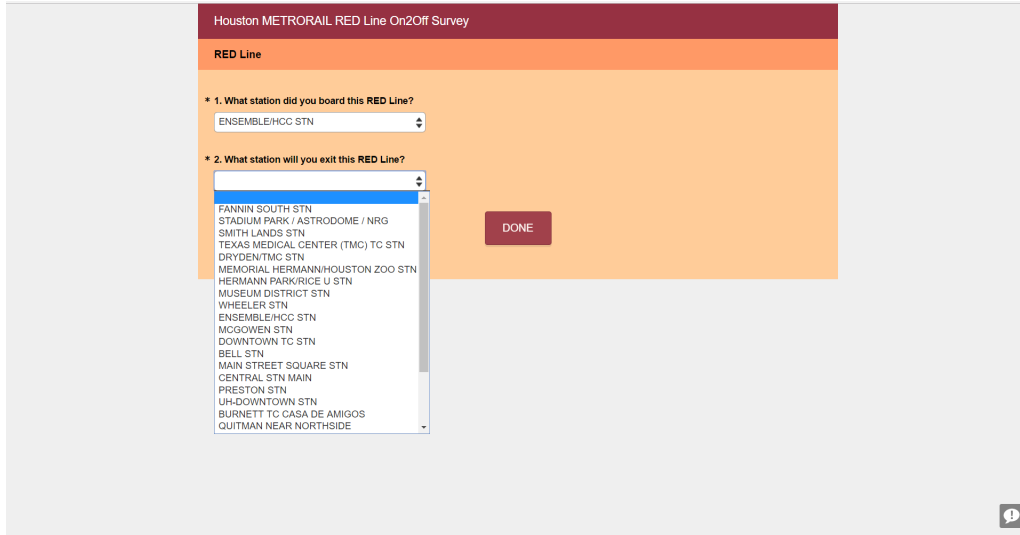 Houston METRORAIL RED Line On2Off Survey
RED Line
* 1. What station did you board this RED Line?
ENSEMBLE/HCC STN
* 2. What station will you exit this RED Line?
FANNIN SOUTH STN
STADIUM PARK / ASTRODOME / NRG
SMITH LANDS STN
TEXAS MEDICAL CENTER (TMC) TC STN
DRYDEN/TMC STN
MEMORIAL HERMANN/HOUSTON ZOO STN
HERMANN PARK/RICE U STN
MUSEUM DISTRICT STN
WHEELER STN
ENSEMBLE/HCC STN
MCGOWEN STN
DOWNTOWN TC STN
BELL STN
MAIN STREET SQUARE STN
CENTRAL STN MAIN
PRESTON STN
UH-DOWNTOWN STN
BURNETT TC CASA DE AMIGOS
QUITMAN NEAR NORTHSIDE
DONE